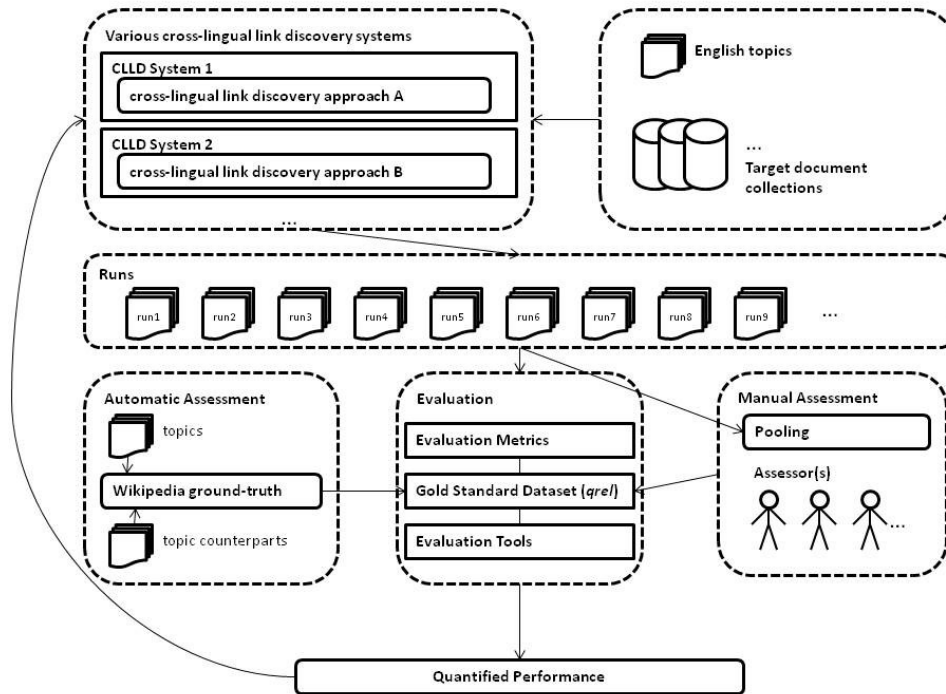 Various cross-lingual link discovery systems
CLLD System 1
cross-lingual link discovery approach A
CLLD System 2
cross-lingual link discovery approach B
...
English topics
...
Target document
collections
Runs
run1 run2 run3 run4 run5 run6 run7 run8 run9 ...
Automatic Assessment
topics
Wikipedia ground-truth
topic counterparts
Evaluation
Evaluation Metrics
Gold Standard Dataset (qrel)
Evaluation Tools
Manual Assessment
Pooling
Assessor(s)
...
Quantified Performance